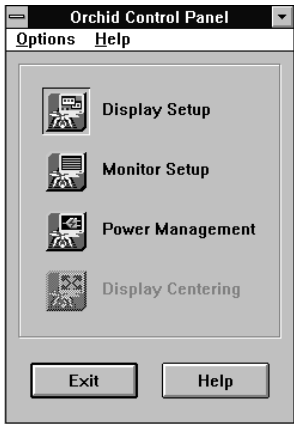 Orchid Control Panel
Options Help
Display Setup
Monitor Setup
Power Management
Display Centering
Exit Help